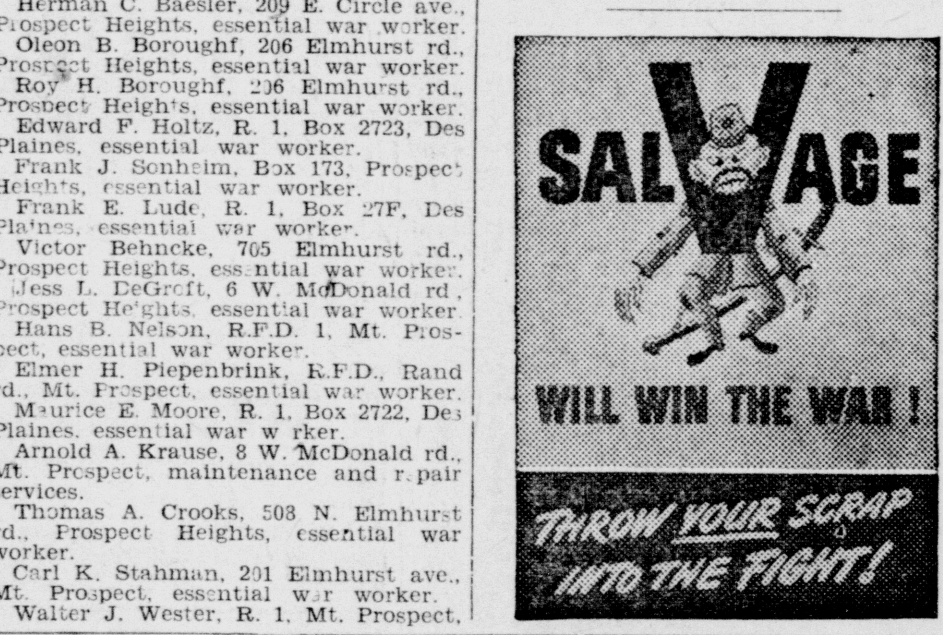 Herman C. Baesler, 209 E. Circle ave.,
Prospect Heights, essential war worker.
Oleon B. Boroughf, 206 Elmhurst rd.,
Prospect Heights, essential war worker.
Roy H. Boroughf, 206 Elmhurst rd.,
Prospect Heights, essential war worker.
Edward F. Holtz, R. 1, Box 2723, Des
Plaines, essential war worker.
Frank J. Sonheim, Box 173, Prospect
Heights, essential war worker.
Frank E. Lude, R. 1, Box 27F, Des
Plaines, essential war worker.
Victor Behncke, 705 Elmhurst rd.,
Prospect Heights, essential war worker.
Jess L. DeGroft, 6 W. McDonald rd.,
Prospect Heights, essential war worker.
Hans B. Nelson, R.F.D. 1, Mt. Pros-
pect, essential war worker.
Elmer H. Piepenbrink, R.F.D., Rand
rd., Mt. Prospect, essential war worker.
Maurice E. Moore, R. 1, Box 2722, Des
Plaines, essential war w rker.
Arnold A. Krause, 8 W. McDonald rd.,
Mt. Prospect, maintenance and repair
services.
Thomas A. Crooks, 508 N. Elmhurst
rd., Prospect Heights, essential war
worker.
Carl K. Stahman, 201 Elmhurst ave.,
Mt. Prospect, essential war worker.
Walter J. Wester, R. 1, Mt. Prospect,
SALVAGE
WILL WIN THE WAR!
THROW YOUR SCRAP
INTO THE FIGHT!